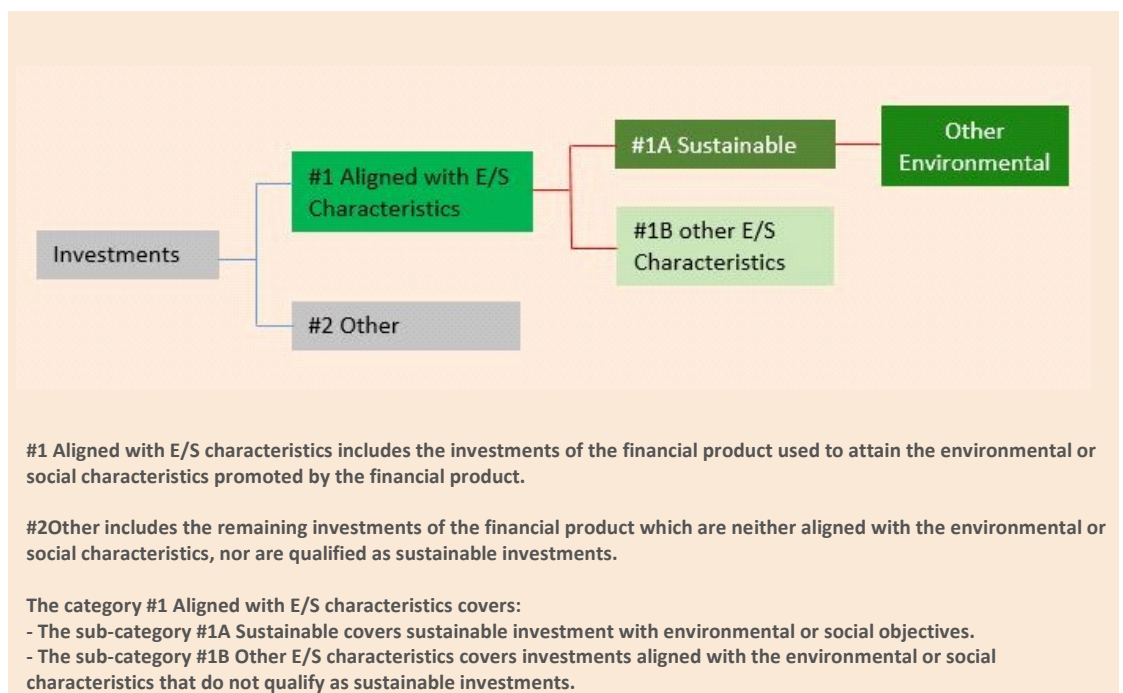 Other
Environmental
#1A Sustainable
#1 Aligned with E/S
Characteristics
#1B other E/S
Characteristics
Investments
#2 Other
#1 Aligned with E/S characteristics includes the investments of the financial product used to attain the environmental or
social characteristics promoted by the financial product.
#2Other includes the remaining investments of the financial product which are neither aligned with the environmental or
social characteristics, nor are qualified as sustainable investments.
The category #1 Aligned with E/S characteristics covers:
- The sub-category #1A Sustainable covers sustainable investment with environmental or social objectives.
- The sub-category #1B Other E/S characteristics covers investments aligned with the environmental or social
characteristics that do not qualify as sustainable investments.